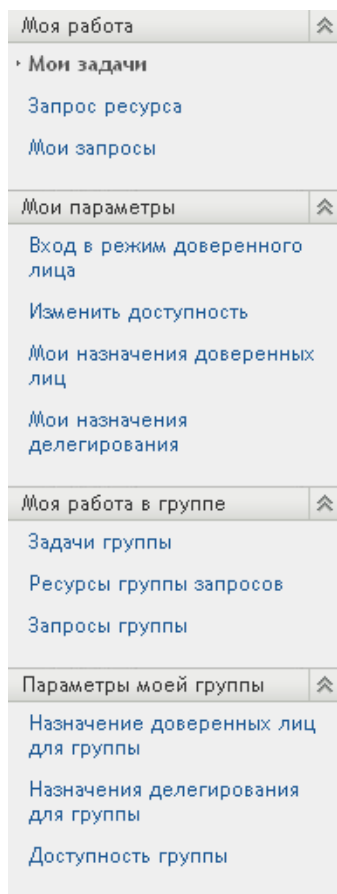 Моя работа
Мои задачи
Запрос ресурса
Мои запросы
Мои параметры
Вход в режим доверенного
лица
Изменить доступность
Мои назначения доверенных
лиц
Мои назначения
делегирования
Моя работа в группе
Задачи группы
Ресурсы группы запросов
Запросы группы
Параметры моей группы
Назначение доверенных лиц
для группы
Назначения делегирования
для группы
Доступность группы